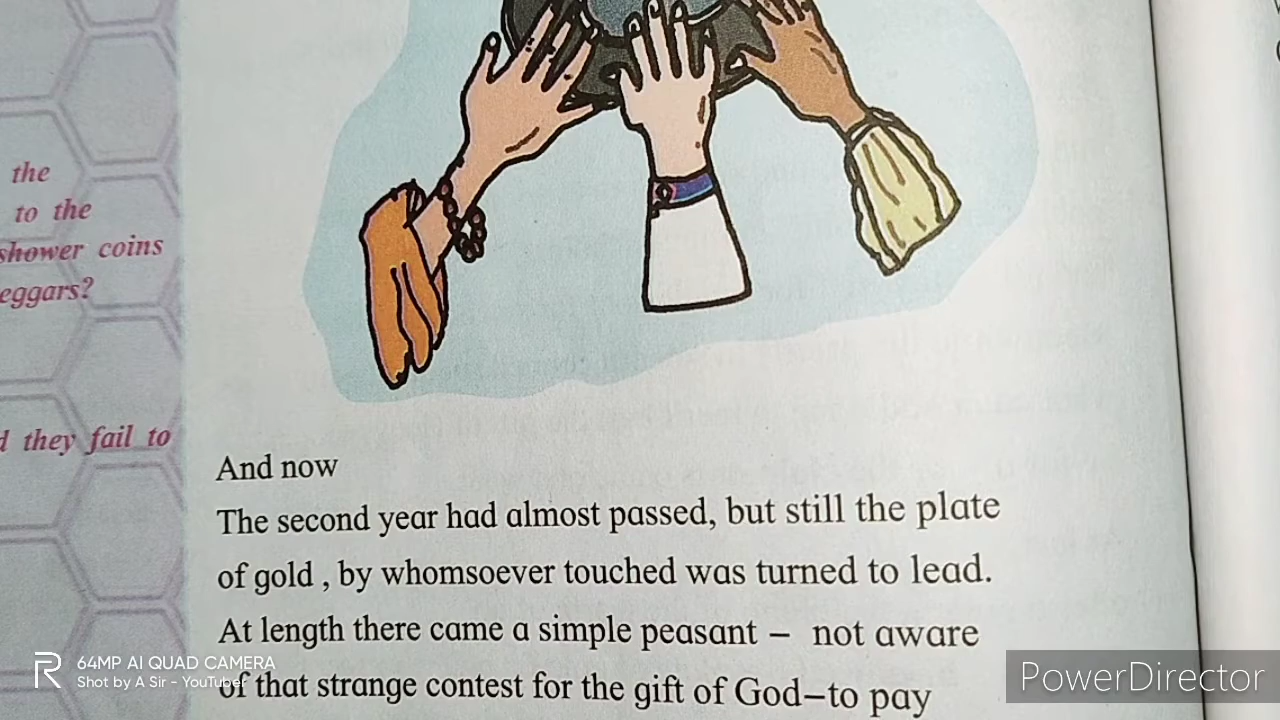 the
to the
shower coins
eggars?
they fail to
And now
The second year had almost passed, but still the plate
of gold , by whomsoever touched was turned to lead.
At length there came a simple peasant – not aware
of that strange contest for the gift of God–to pay
64MP AI QUAD CAMERA
Shot by A Sir - YouTuber
PowerDirector